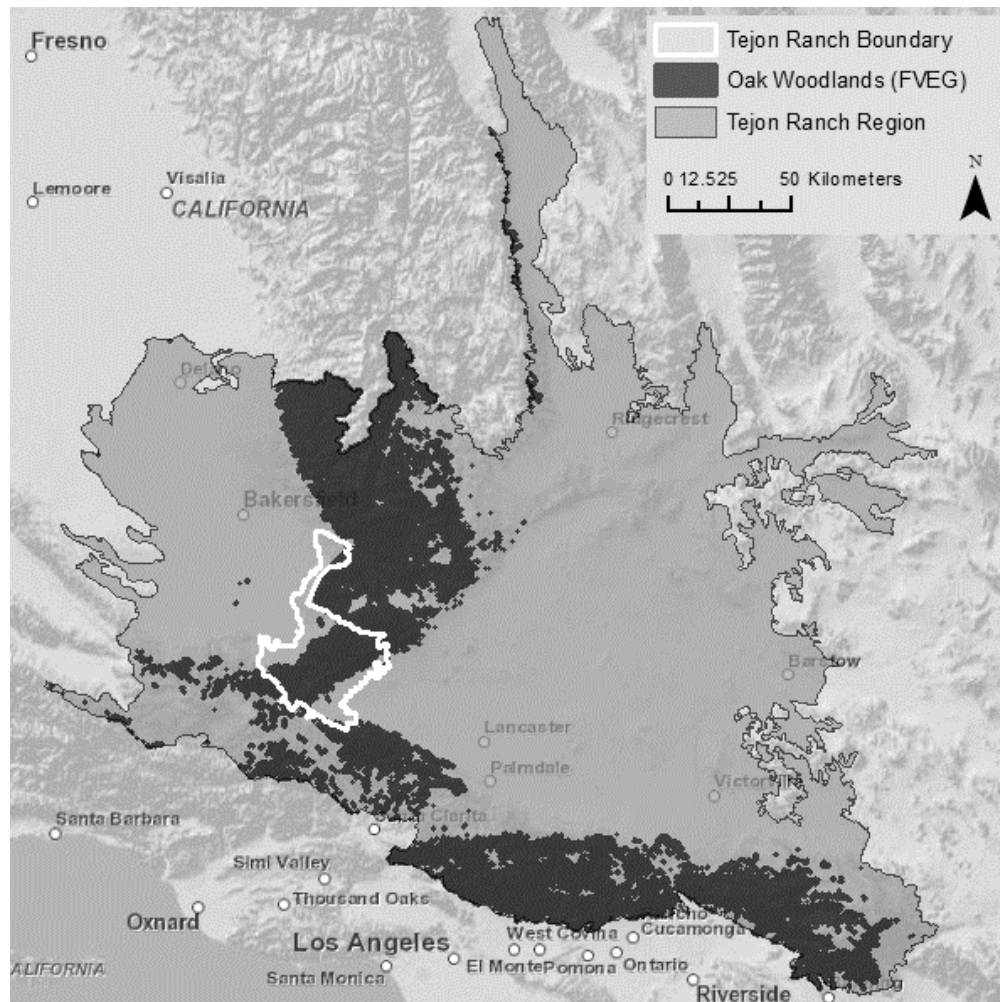 Fresno
Tejon Ranch Boundary
Oak Woodlands (FVEG)
Tejon Ranch Region
0 12.525 50 Kilometers
N
Lemoore
Visalia
CALIFORNIA
Delano
Ridgecrest
Bakersfield
Barstow
Lancaster
Palmdale
Victorville
Santa Barbara
Clarita
Simi Valley
Thousand Oaks
Oxnard
Los Angeles
West Covina
Cucamonga
Santa Monica
El Monte
Pomona
Ontario
Riverside
ALIFORNIA